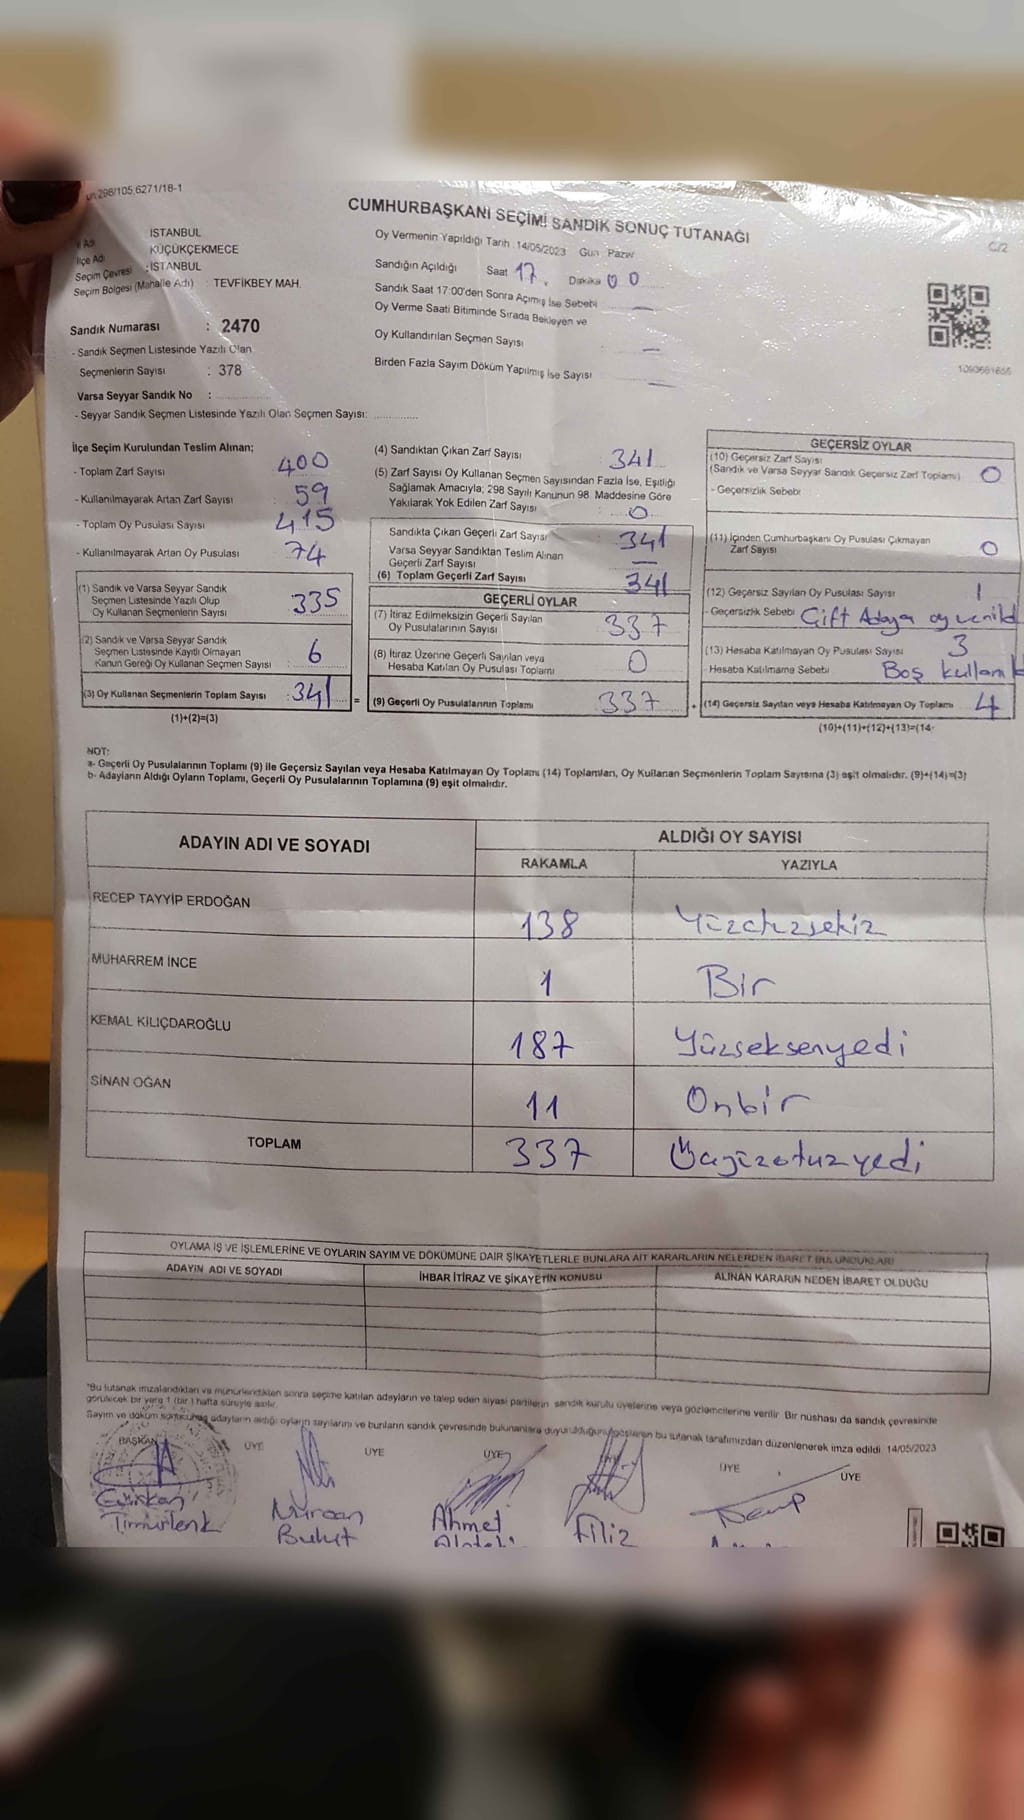 298/105,6271/18-1
CUMHURBAŞKANI SEÇİMİ SANDIK SONUÇ TUTANAĞI
C/2
İl Adı : İSTANBUL
İlçe Adı : KÜÇÜKÇEKMECE
Seçim Çevresi : İSTANBUL
Seçim Bölgesi (Mahalle Adı) : TEVFİKBEY MAH.
Sandık Numarası : 2470
- Sandık Seçmen Listesinde Yazılı Olan
Seçmenlerin Sayısı : 378
Varsa Seyyar Sandık No :
- Seyyar Sandık Seçmen Listesinde Yazılı Olan Seçmen Sayısı:
Oy Vermenin Yapıldığı Tarih : 14/05/2023 Gün Pazar
Sandığın Açıldığı Saat 17 Dakika 00
Sandık Saat 17:00'den Sonra Açımış İse Sebebi
Oy Verme Saati Bitiminde Sırada Bekleyen ve
Oy Kullandırılan Seçmen Sayısı —
Birden Fazla Sayım Döküm Yapılmış İse Sayısı —
İlçe Seçim Kurulundan Teslim Alınan;
- Toplam Zarf Sayısı 400
- Kullanılmayarak Artan Zarf Sayısı : 59
- Toplam Oy Pusulası Sayısı 415
- Kullanılmayarak Artan Oy Pusulası 74
(1) Sandık ve Varsa Seyyar Sandık
Seçmen Listesinde Yazılı Olup
Oy Kullanan Seçmenlerin Sayısı 335
(2) Sandık ve Varsa Seyyar Sandık
Seçmen Listesinde Kayıtlı Olmayan
Kanun Gereği Oy Kullanan Seçmen Sayısı : 6
(3) Oy Kullanan Seçmenlerin Toplam Sayısı : 341
(1)+(2)=(3)
(4) Sandıktan Çıkan Zarf Sayısı 341
(5) Zarf Sayısı Oy Kullanan Seçmen Sayısından Fazla İse, Eşitliği
Sağlamak Amacıyla; 298 Sayılı Kanunun 98. Maddesine Göre
Yakılarak Yok Edilen Zarf Sayısı : 0
Sandıkta Çıkan Geçerli Zarf Sayısı 341
Varsa Seyyar Sandıktan Teslim Alınan
Geçerli Zarf Sayısı —
(6) Toplam Geçerli Zarf Sayısı 341
GEÇERLİ OYLAR
(7) İtiraz Edilmeksizin Geçerli Sayılan
Oy Pusulalarının Sayısı 337
(8) İtiraz Üzerine Geçerli Sayılan veya
Hesaba Katılan Oy Pusulası Toplamı 0
= (9) Geçerli Oy Pusulalarının Toplamı 337 +
GEÇERSİZ OYLAR
(10) Geçersiz Zarf Sayısı
(Sandık ve Varsa Seyyar Sandık Geçersiz Zarf Toplamı) 0
- Geçersizlik Sebebi
(11) İçinden Cumhurbaşkanı Oy Pusulası Çıkmayan
Zarf Sayısı 0
(12) Geçersiz Sayılan Oy Pusulası Sayısı 1
- Geçersizlik Sebebi Çift Adaya oy verild
(13) Hesaba Katılmayan Oy Pusulası Sayısı 3
Hesaba Katılmama Sebebi Boş kullanı
(14) Geçersiz Sayılan veya Hesaba Katılmayan Oy Toplamı 4
(10)+(11)+(12)+(13)=(14
NOT:
a- Geçerli Oy Pusulalarının Toplamı (9) ile Geçersiz Sayılan veya Hesaba Katılmayan Oy Toplamı (14) Toplamları, Oy Kullanan Seçmenlerin Toplam Sayısına (3) eşit olmalıdır. (9)+(14)=(3)
b- Adayların Aldığı Oyların Toplamı, Geçerli Oy Pusulalarının Toplamına (9) eşit olmalıdır.
ADAYIN ADI VE SOYADI
ALDIĞI OY SAYISI
RAKAMLA YAZIYLA
RECEP TAYYİP ERDOĞAN 138 Yüzotuzsekiz
MUHARREM İNCE 1 Bir
KEMAL KILIÇDAROĞLU 187 Yüzseksenyedi
SİNAN OĞAN 11 Onbir
TOPLAM 337 Üçyüzotuzyedi
OYLAMA İŞ VE İŞLEMLERİNE VE OYLARIN SAYIM VE DÖKÜMÜNE DAİR ŞİKAYETLERLE BUNLARA AİT KARARLARIN NELERDEN İBARET BULUNDUKLARI
ADAYIN ADI VE SOYADI
İHBAR İTİRAZ VE ŞİKAYETİN KONUSU
ALINAN KARARIN NEDEN İBARET OLDUĞU
*Bu tutanak imzalandıktan ve mühürlendikten sonra seçime katılan adayların ve talep eden siyasi partilerin sandık kurulu üyelerine veya gözlemcilerine verilir. Bir nüshası da sandık çevresinde
görülecek bir yere 1 (bir) hafta süreyle asılır.
Sayım ve döküm sonucunda adayların aldığı oyların sayılarını ve bunların sandık çevresinde bulunanlara duyurulduğunu gösteren bu tutanak tarafımızdan düzenlenerek imza edildi. 14/05/2023
BAŞKAN ÜYE ÜYE ÜYE ÜYE ÜYE
Gürkan Timurlenk
Nurcan Bulut
Ahmet
Filiz